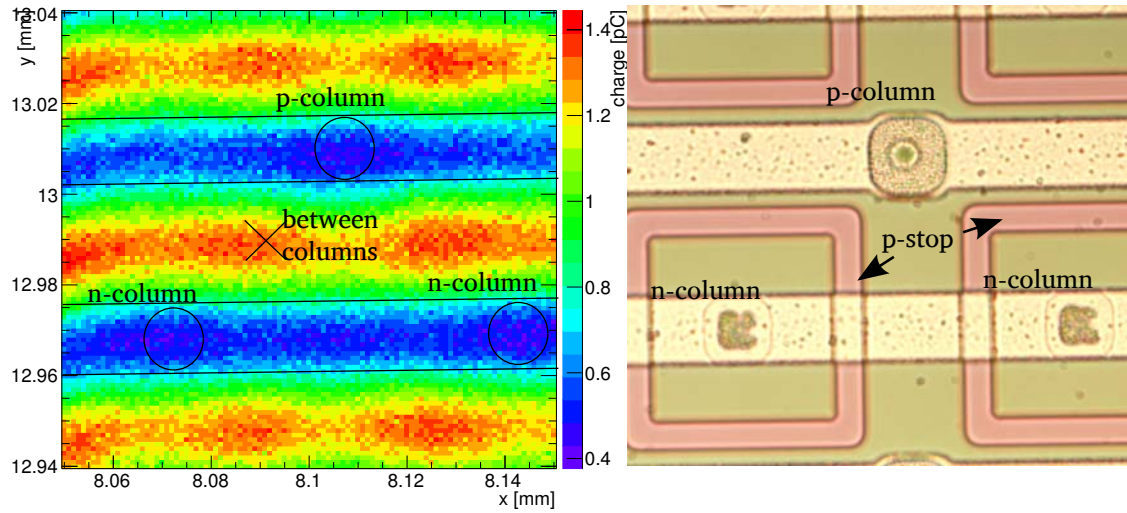 13.04
y [mm]
13.02
13
12.98
12.96
12.94
p-column
between
columns
n-column
n-column
8.06
8.08
8.1
8.12
8.14
x [mm]
1.4
1.2
1
0.8
0.6
0.4
charge [pC]
p-column
p-stop
n-column
n-column